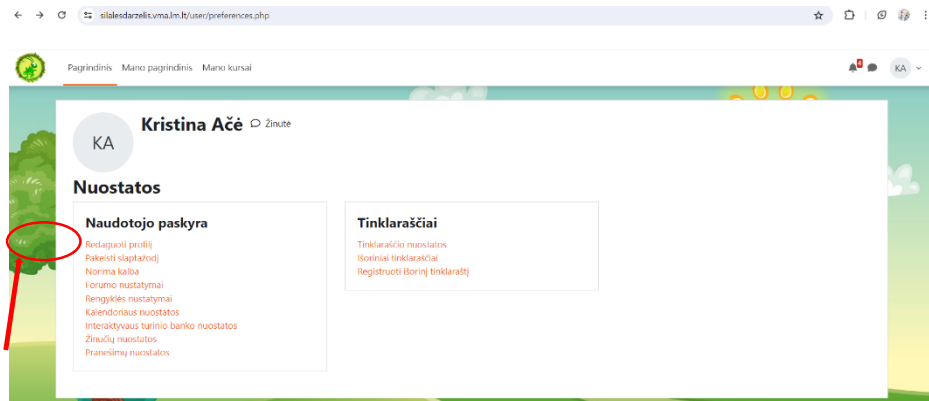 silalesdarzelis.vma.lm.lt/user/preferences.php
Pagrindinis Mano pagrindinis Mano kursai
4
KA
KA
Kristina Ačė Žinutė
Nuostatos
Naudotojo paskyra
Redaguoti profilį
Pakeisti slaptažodį
Norima kalba
Forumo nustatymai
Rengyklės nustatymai
Kalendoriaus nuostatos
Interaktyvaus turinio banko nuostatos
Žinučių nuostatos
Pranešimų nuostatos
Tinklaraščiai
Tinklaraščio nuostatos
Išoriniai tinklaraščiai
Registruoti išorinį tinklaraštį